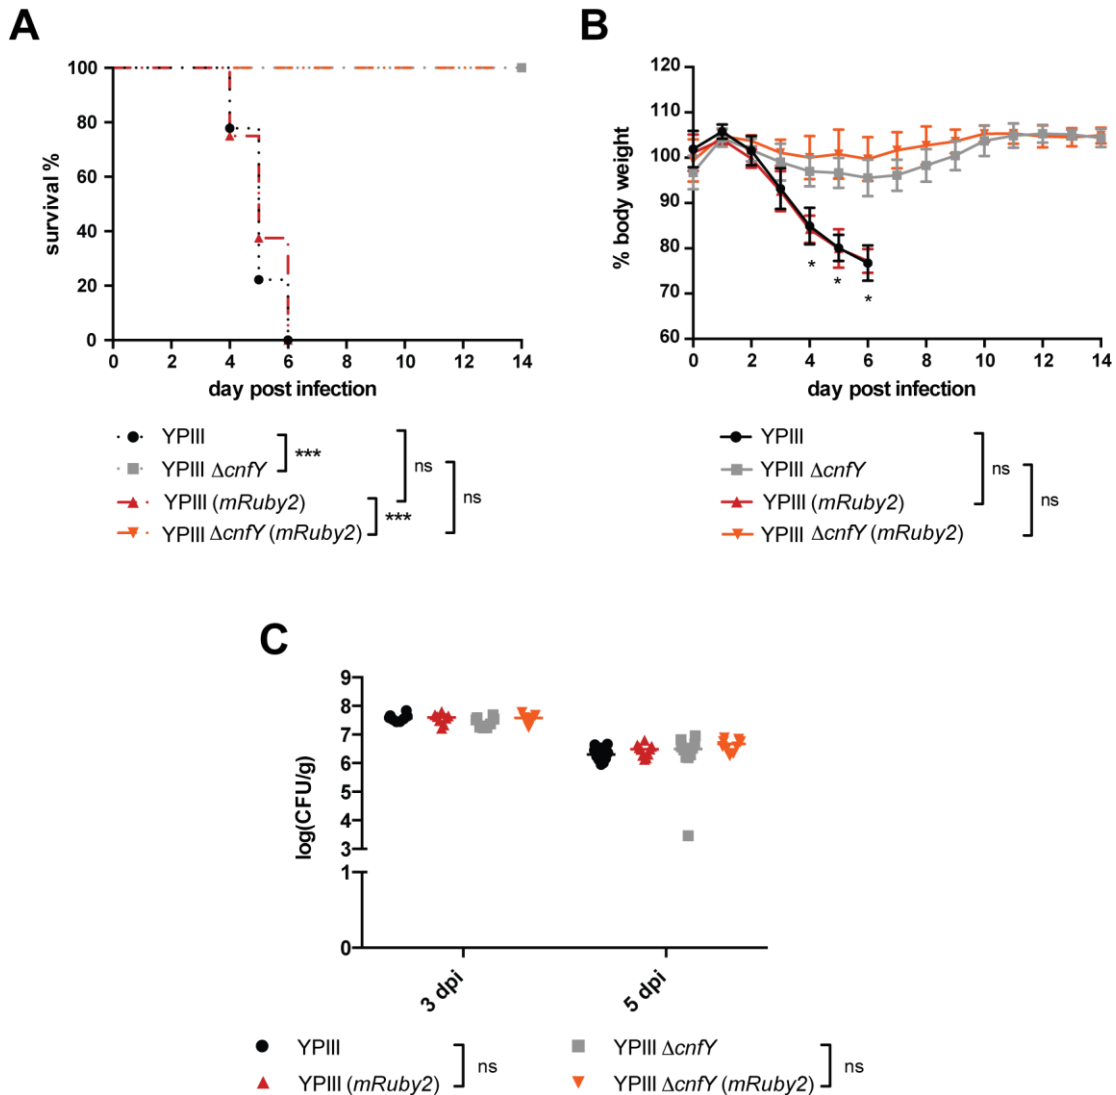 A
B
120
110
100
90
80
70
60
% body weight
* * *
0 2 4 6 8 10 12 14
day post infection
100
80
60
40
20
0
survival %
0 2 4 6 8 10 12 14
day post infection
YPIII
YPIII ΔcnfY
YPIII (mRuby2)
YPIII ΔcnfY (mRuby2)
***
***
ns
ns
YPIII
YPIII ΔcnfY
YPIII (mRuby2)
YPIII ΔcnfY (mRuby2)
ns
ns
C
9
8
7
6
5
4
3
1
0
log(CFU/g)
3 dpi 5 dpi
YPIII
YPIII (mRuby2)
ns
YPIII ΔcnfY
YPIII ΔcnfY (mRuby2)
ns